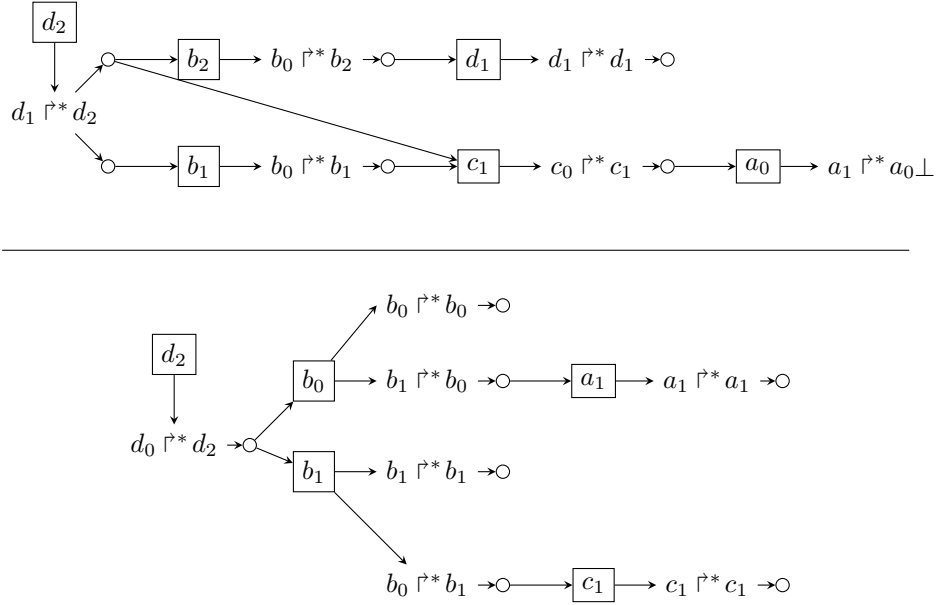 d₂
b₂ b₀ ↱* b₂ d₁ d₁ ↱* d₁
d₁ ↱* d₂
b₁ b₀ ↱* b₁ c₁ c₀ ↱* c₁ a₀ a₁ ↱* a₀⊥
b₀ ↱* b₀
d₂
b₀ b₁ ↱* b₀ a₁ a₁ ↱* a₁
d₀ ↱* d₂
b₁ b₁ ↱* b₁
b₀ ↱* b₁ c₁ c₁ ↱* c₁